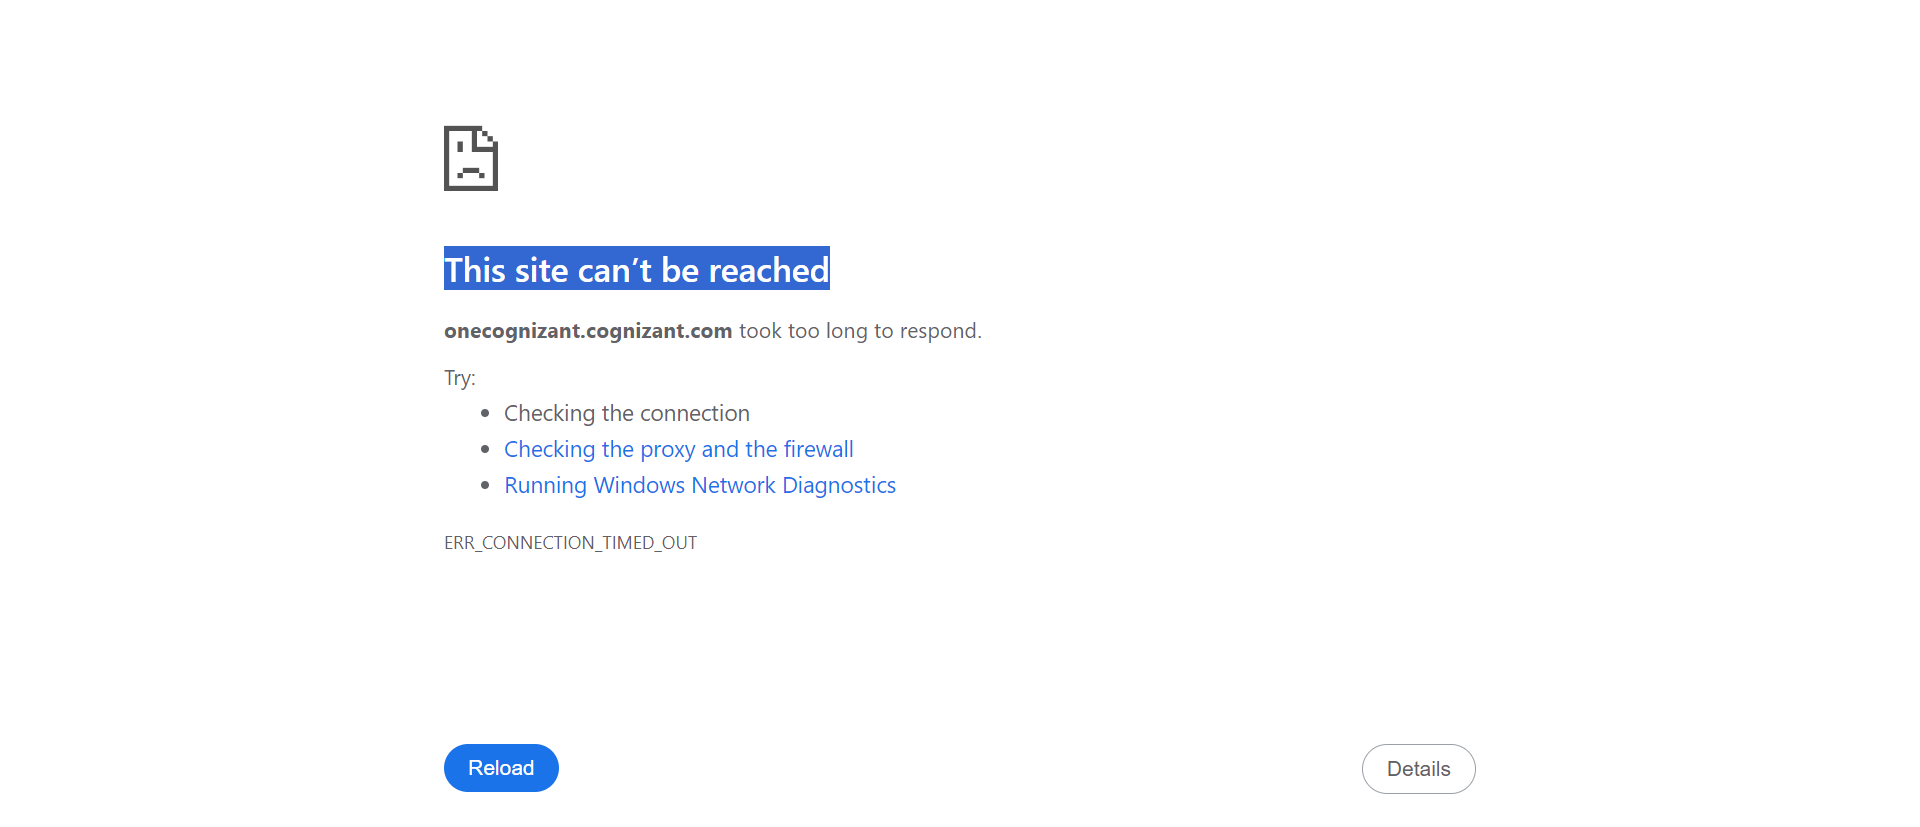 This site can’t be reached
onecognizant.cognizant.com took too long to respond.
Try:
Checking the connection
Checking the proxy and the firewall
Running Windows Network Diagnostics
ERR_CONNECTION_TIMED_OUT
Reload
Details